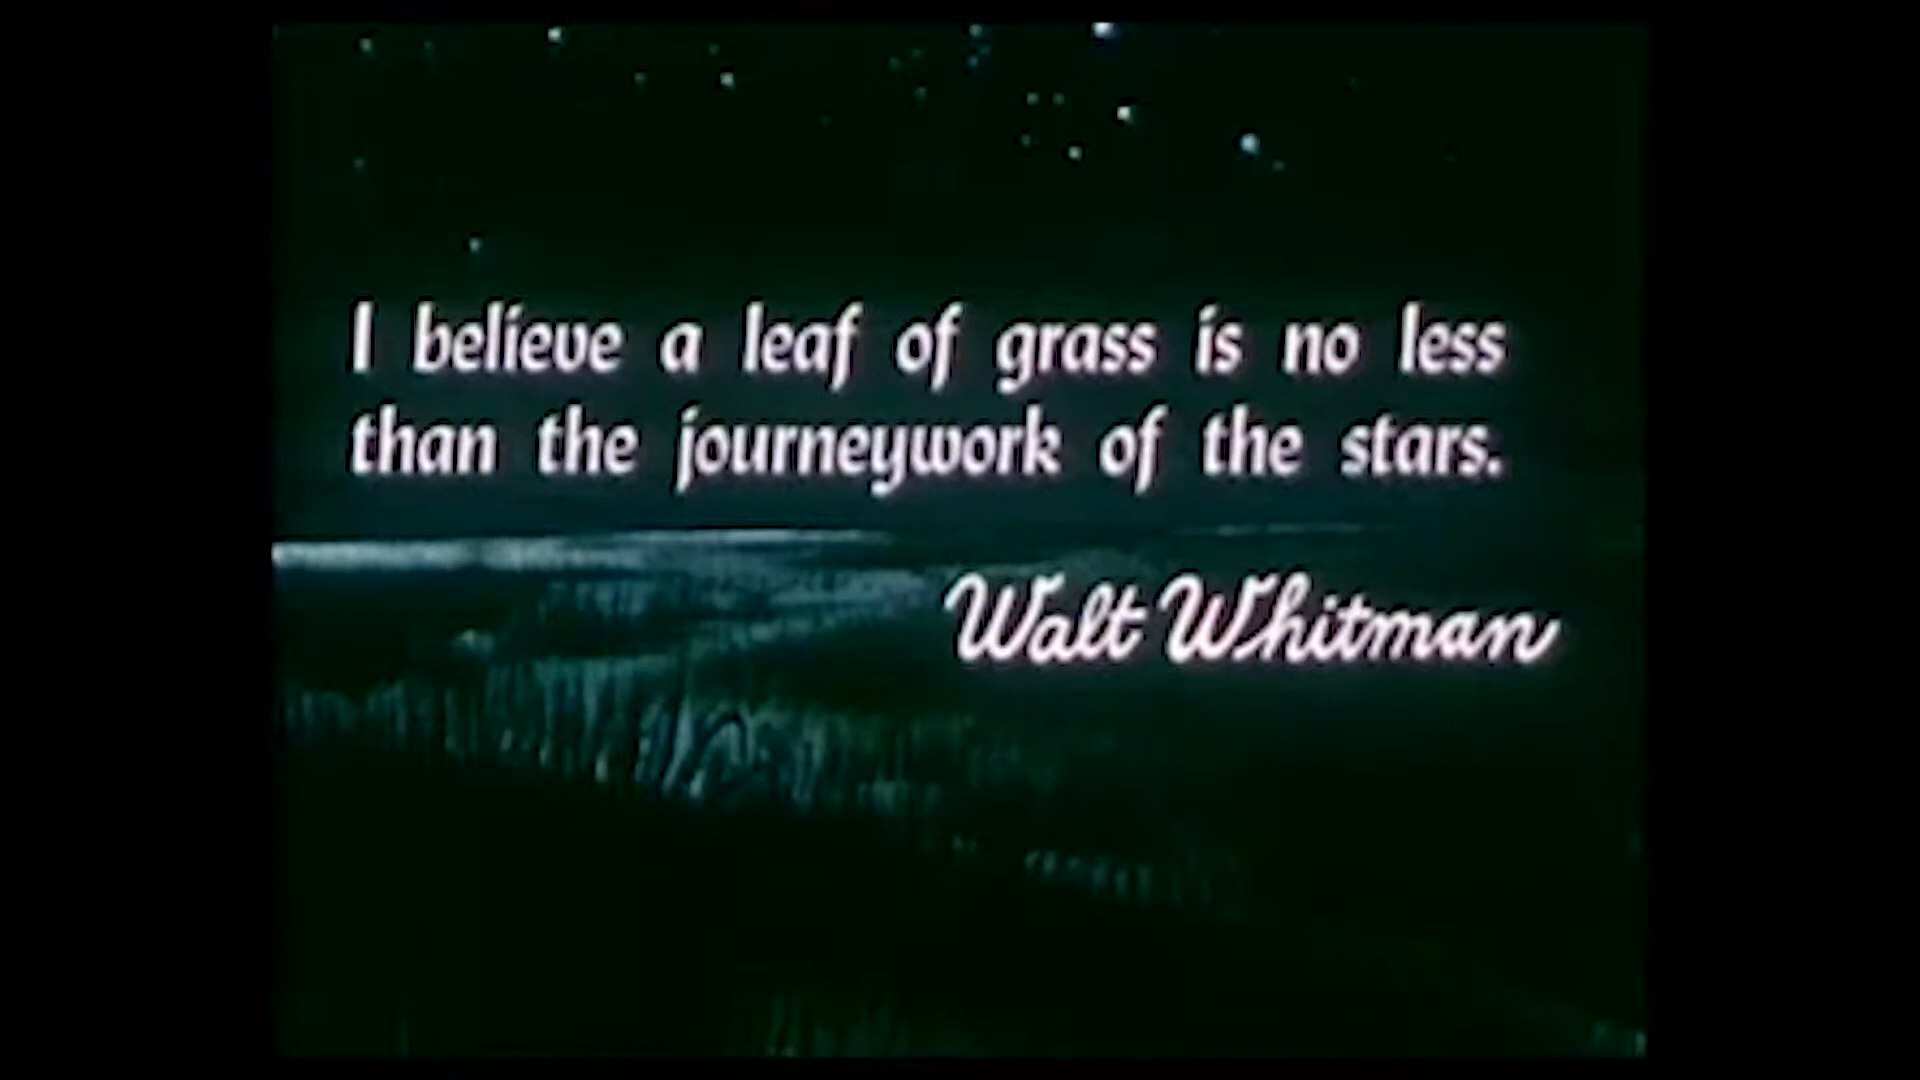 I believe a leaf of grass is no less
than the journeywork of the stars.
Walt Whitman